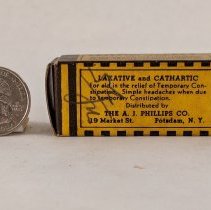 LAXATIVE and CATHARTIC
for aid in the relief of Temporary Con-
stipation. Simple headaches when due
to temporary Constipation.
Distributed by
THE A. J. PHILLIPS CO.
19 Market St. Potsdam, N. Y.